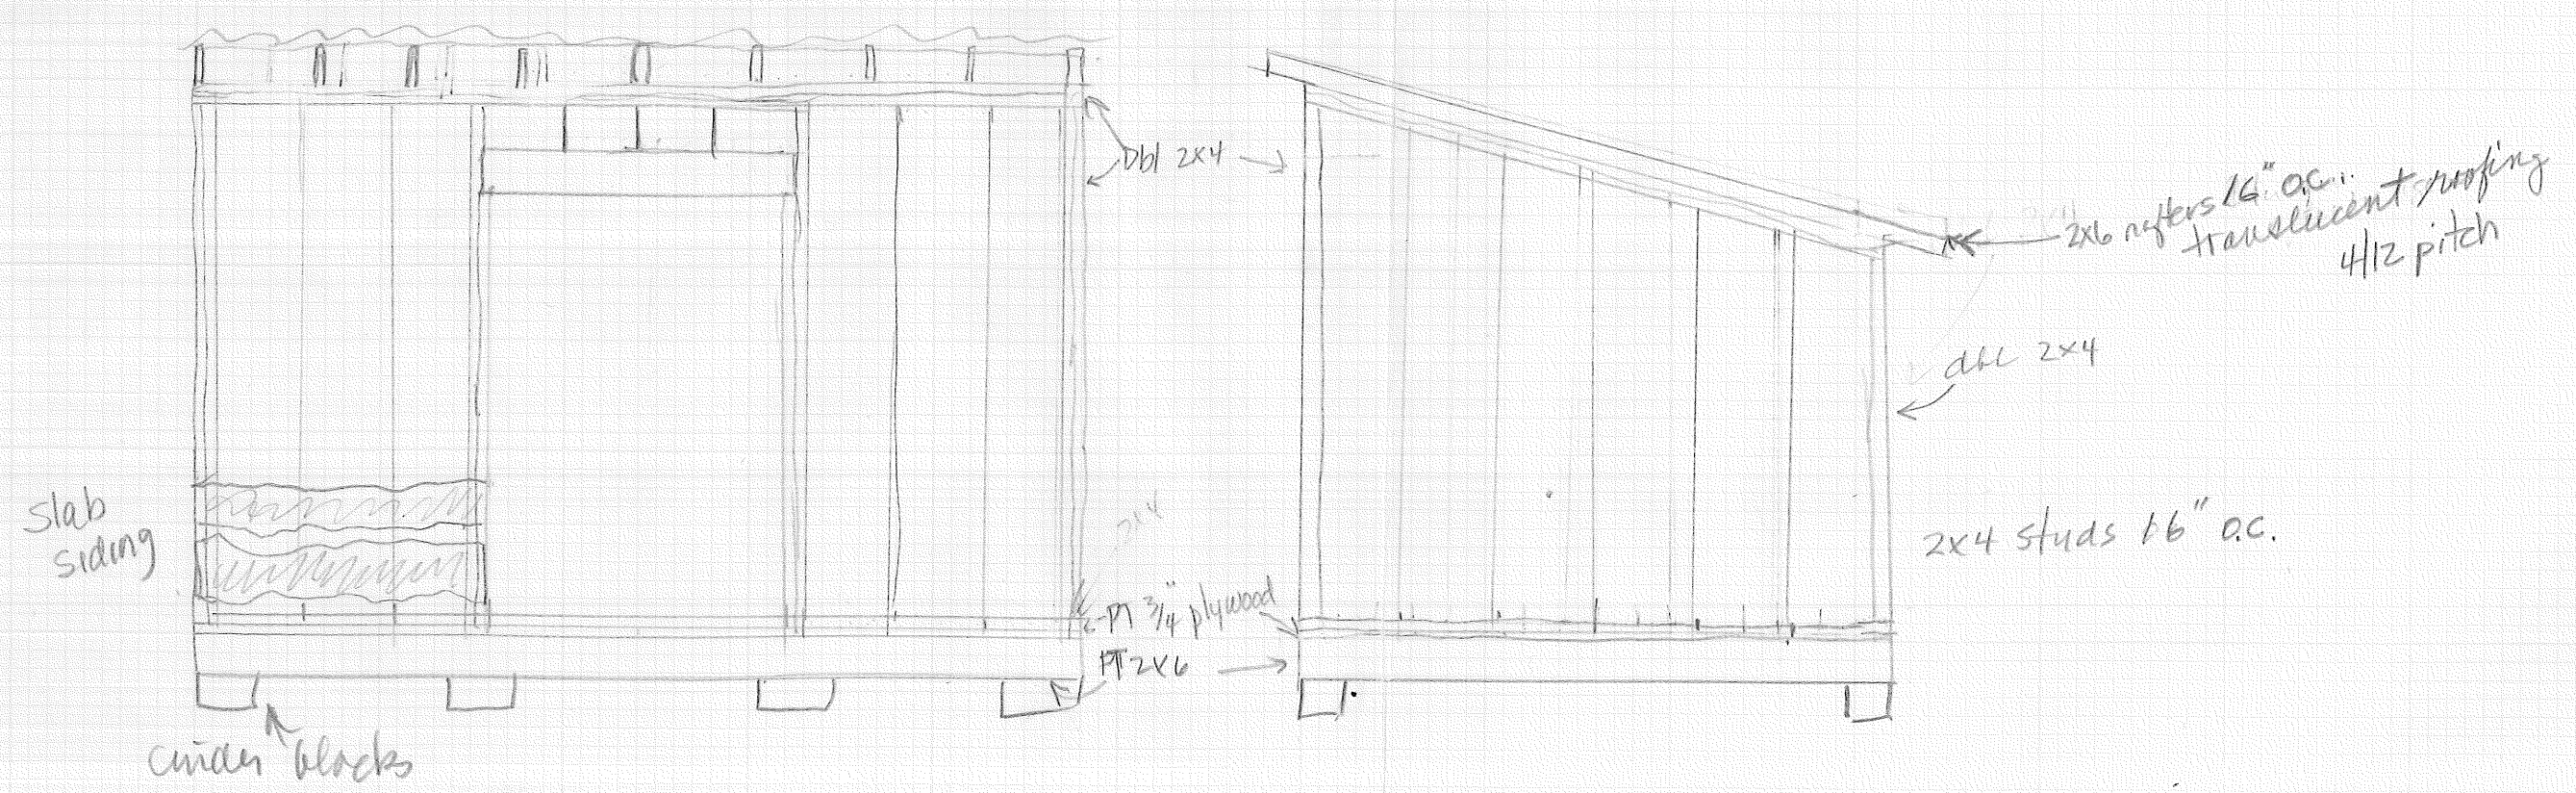 Dbl 2x4
2x6 rafters 16" o.c.
translucent roofing
4/12 pitch
dbl 2x4
slab
siding
2x4
2x4 studs 16" o.c.
PT 3/4" plywood
PT 2x6
Cinder blocks